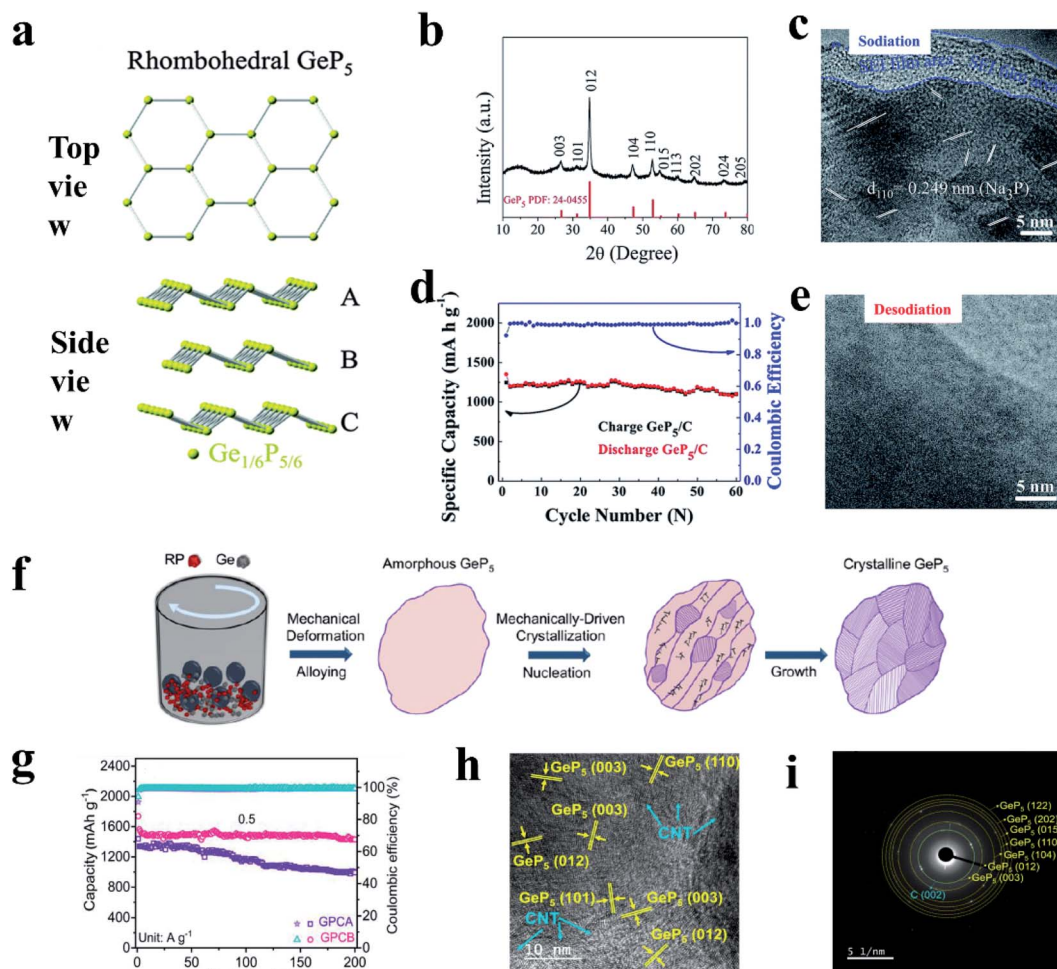 a
Rhombohedral GeP5
Top
vie
w
Side
vie
w
A
B
C
Ge1/6P5/6
b
Intensity (a.u.)
003
101
012
104
110
015
113
202
024
205
GeP5 PDF: 24-0455
10 20 30 40 50 60 70 80
2θ (Degree)
c
Sodiation
d110 0.249 nm (Na3P)
5 nm
d
Specific Capacity (mA h g-1)
2000
1500
1250
1000
500
250
0
1.0
0.8
0.6
0.4
0.2
0.0
Coulombic Efficiency
Charge GeP5/C
Discharge GeP5/C
0 10 20 30 40 50 60
Cycle Number (N)
e
Desodiation
5 nm
f
RP
Ge
Mechanical
Deformation
Alloying
Amorphous GeP5
Mechanically-Driven
Crystallization
Nucleation
Growth
Crystalline GeP5
g
Capacity (mAh g-1)
2400
2000
1600
1200
800
400
0
0.5
100
80
60
40
20
0
Coulombic efficiency (%)
GPCA
GPCB
Unit: A g-1
0 50 100 150 200
h
GeP5 (003)
GeP5 (110)
GeP5 (003)
CNT
GeP5 (012)
GeP5 (101)
GeP5 (003)
CNT
GeP5 (012)
10 nm
i
GeP5 (122)
GeP5 (202)
GeP5 (015)
GeP5 (110)
GeP5 (104)
GeP5 (012)
GeP5 (003)
C (002)
5 1/nm